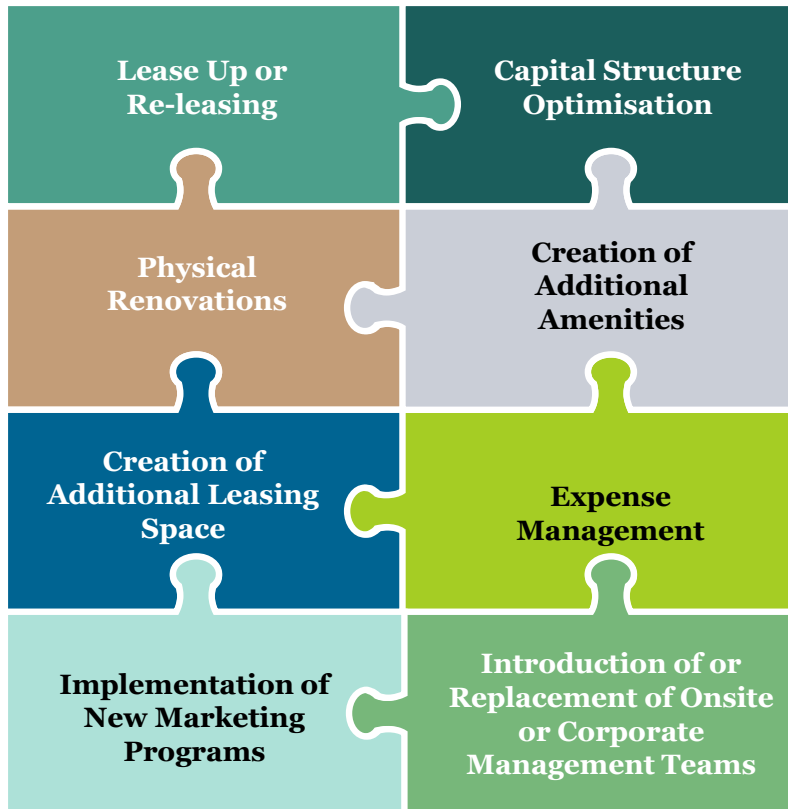 Lease Up or
Re-leasing
Capital Structure
Optimisation
Physical
Renovations
Creation of
Additional
Amenities
Creation of
Additional Leasing
Space
Expense
Management
Implementation of
New Marketing
Programs
Introduction of or
Replacement of Onsite
or Corporate
Management Teams